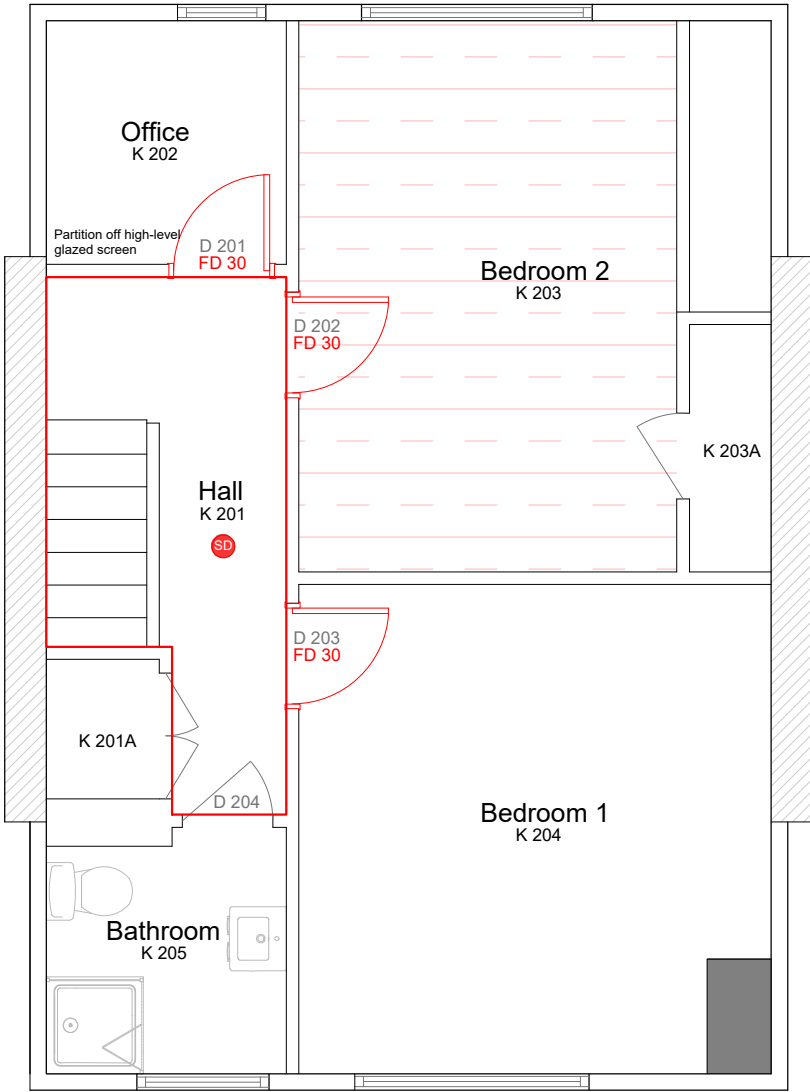 Office
K 202
Partition off high-level
glazed screen
D 201
FD 30
Bedroom 2
K 203
D 202
FD 30
K 203A
Hall
K 201
SD
D 203
FD 30
K 201A
D 204
Bedroom 1
K 204
Bathroom
K 205